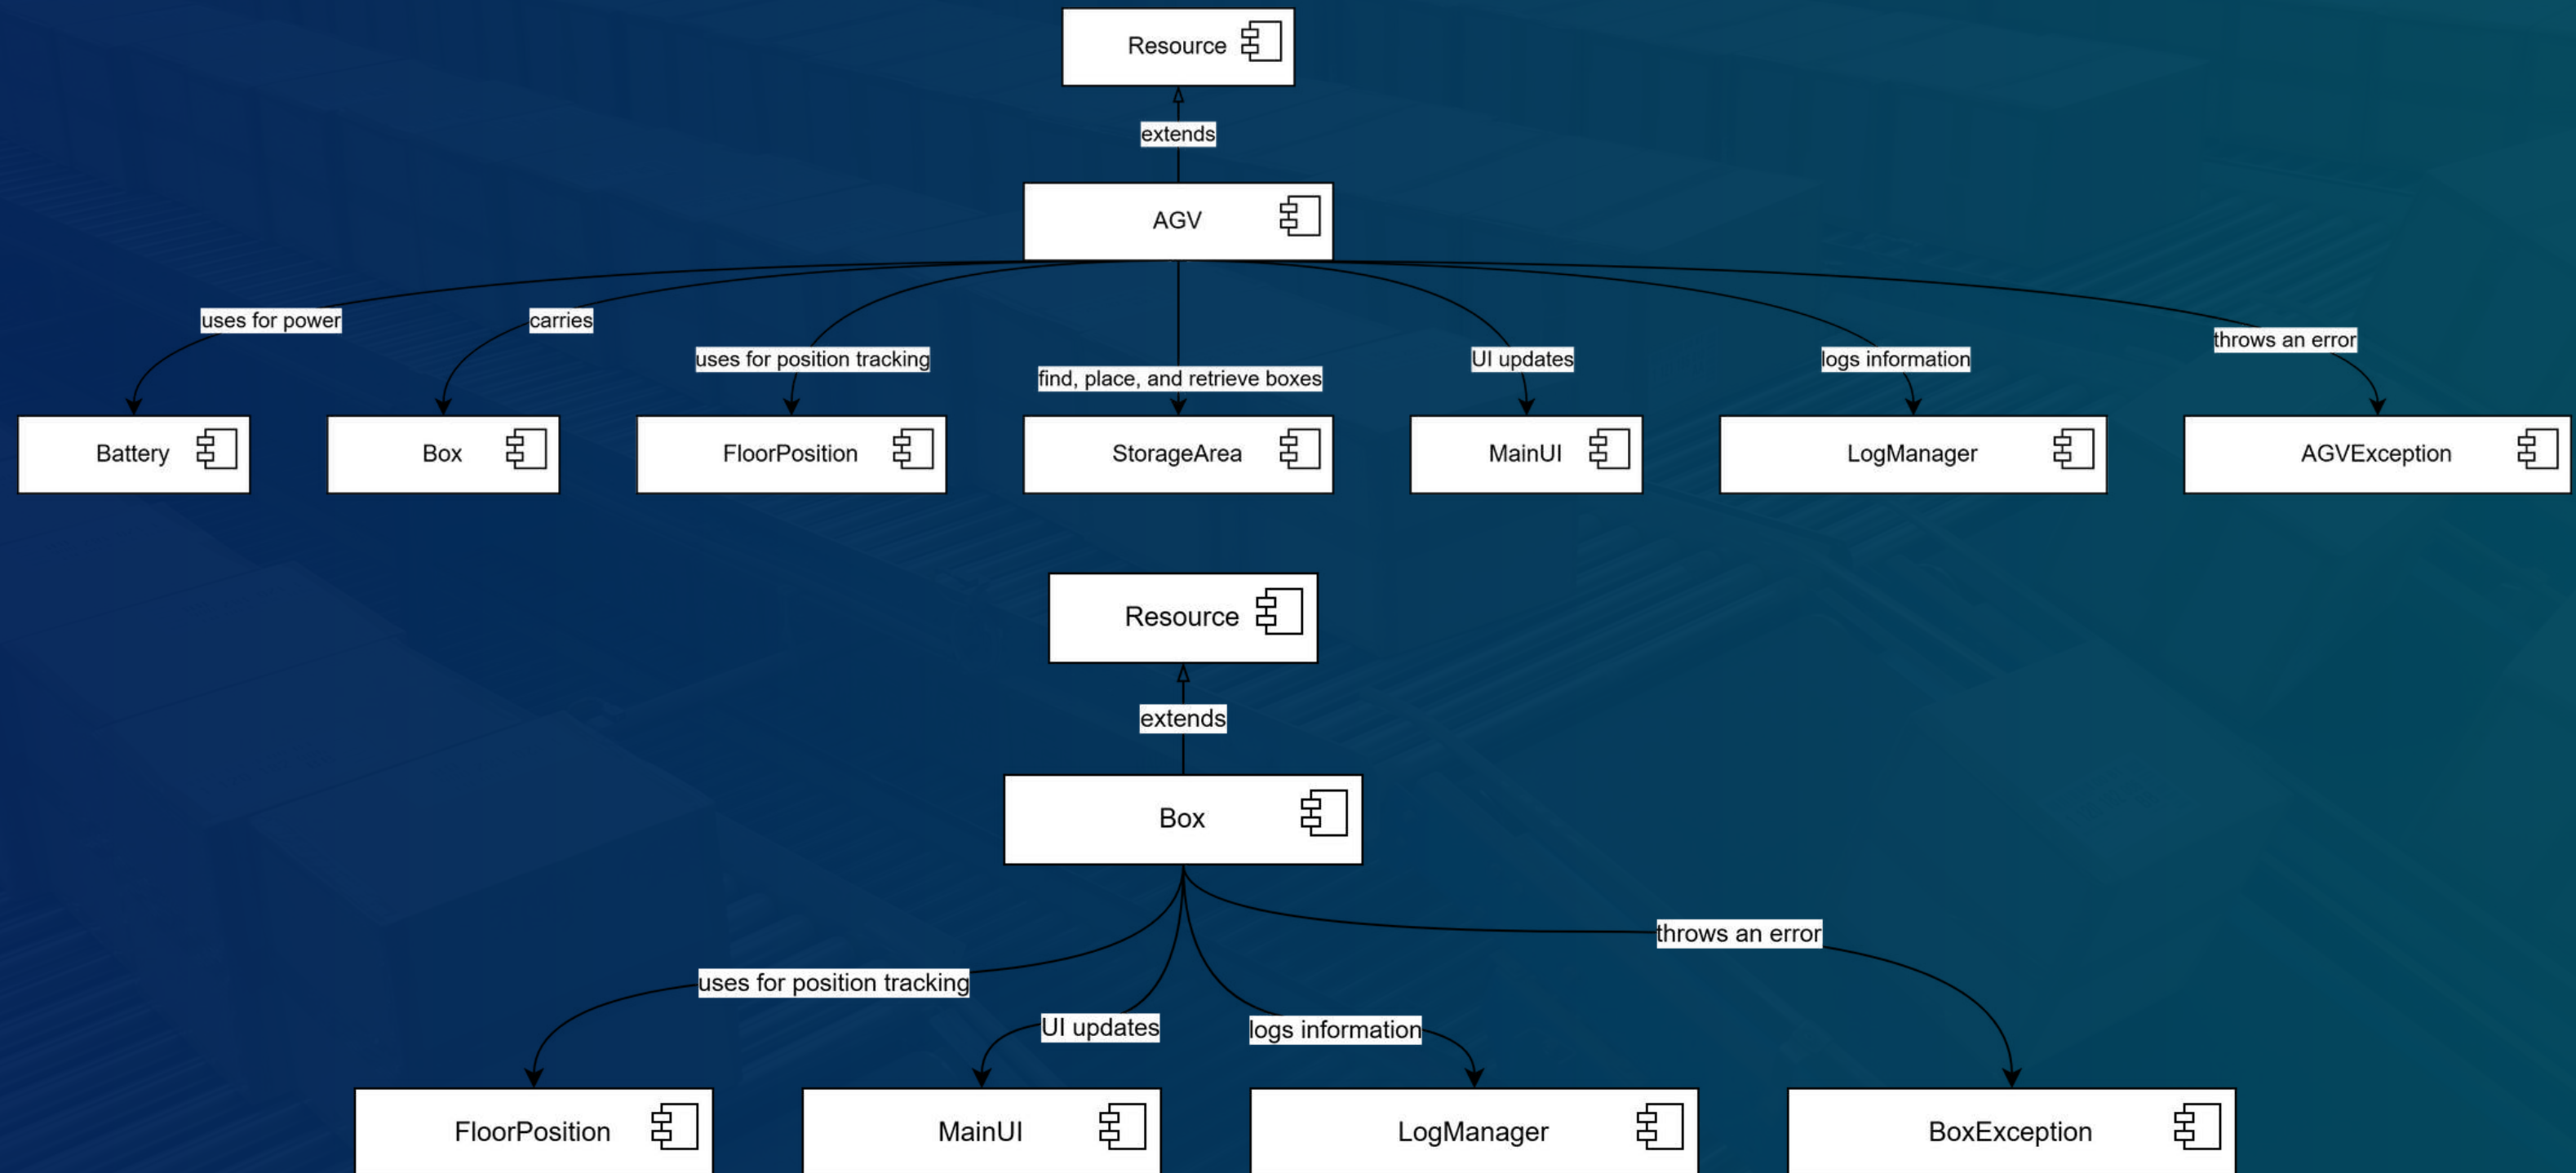 Resource
extends
AGV
uses for power
carries
uses for position tracking
find, place, and retrieve boxes
UI updates
logs information
throws an error
Battery
Box
FloorPosition
StorageArea
MainUI
LogManager
AGVException
Resource
extends
Box
throws an error
uses for position tracking
UI updates
logs information
FloorPosition
MainUI
LogManager
BoxException